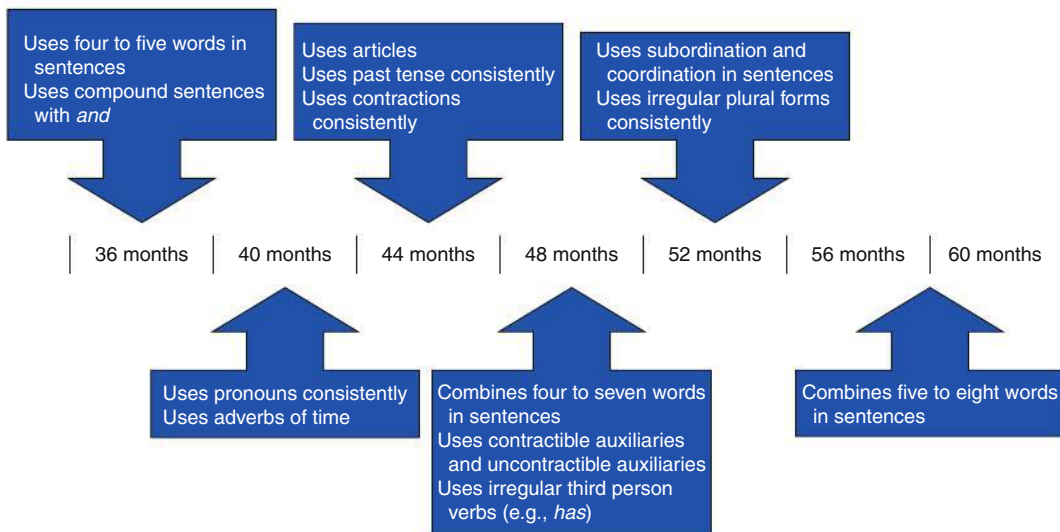 Uses four to five words in
sentences
Uses compound sentences
with and
Uses articles
Uses past tense consistently
Uses contractions
consistently
Uses subordination and
coordination in sentences
Uses irregular plural forms
consistently
36 months
40 months
44 months
48 months
52 months
56 months
60 months
Uses pronouns consistently
Uses adverbs of time
Combines four to seven words
in sentences
Uses contractible auxiliaries
and uncontractible auxiliaries
Uses irregular third person
verbs (e.g., has)
Combines five to eight words
in sentences